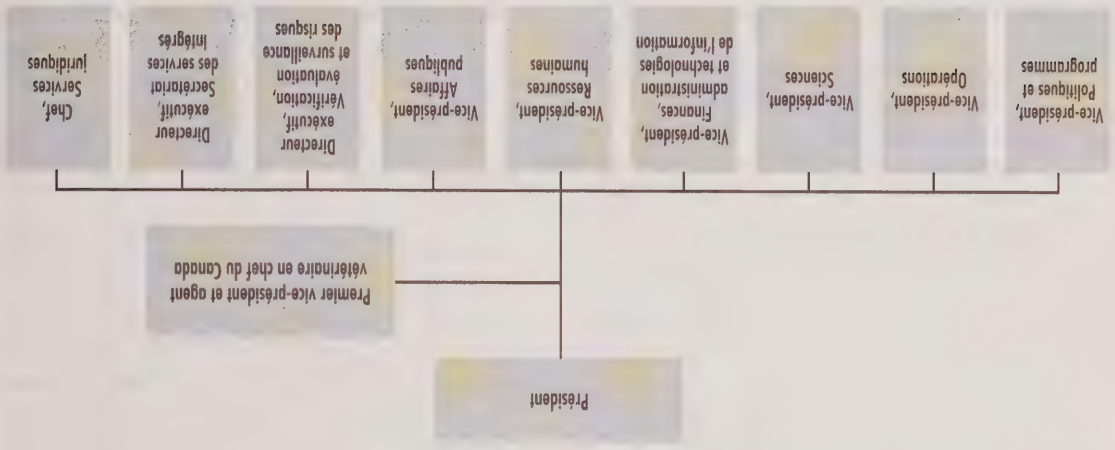 Président
Premier vice-président et agent
vétérinaire en chef du Canada
Vice-président,
Politiques et
programmes
Vice-président,
Opérations
Vice-président,
Sciences
Vice-président,
Finances,
administration
et technologies
de l'information
Vice-président,
Ressources
humaines
Vice-président,
Affaires
publiques
Directeur
exécutif,
Vérification,
évaluation
et surveillance
des risques
Directeur
exécutif,
Secrétariat
des services
intégrés
Chef,
Services
juridiques